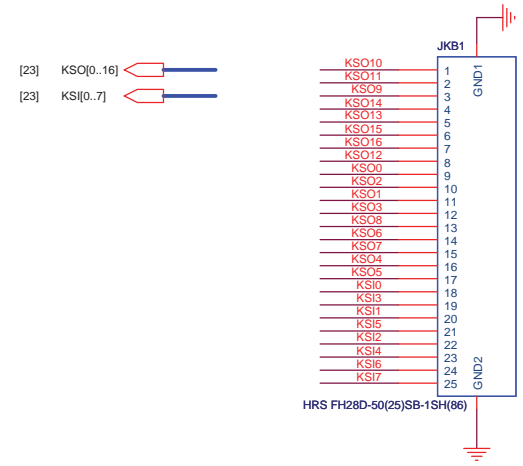 JKB1
[23] KSO[0..16]
[23] KSI[0..7]
GND1
KSO10 1
KSO11 2
KSO9 3
KSO14 4
KSO13 5
KSO15 6
KSO16 7
KSO12 8
KSO0 9
KSO2 10
KSO1 11
KSO3 12
KSO8 13
KSO6 14
KSO7 15
KSO4 16
KSO5 17
KSI0 18
KSI3 19
KSI1 20
KSI5 21
KSI2 22
KSI4 23
KSI6 24
KSI7 25
GND2
HRS FH28D-50(25)SB-1SH(86)